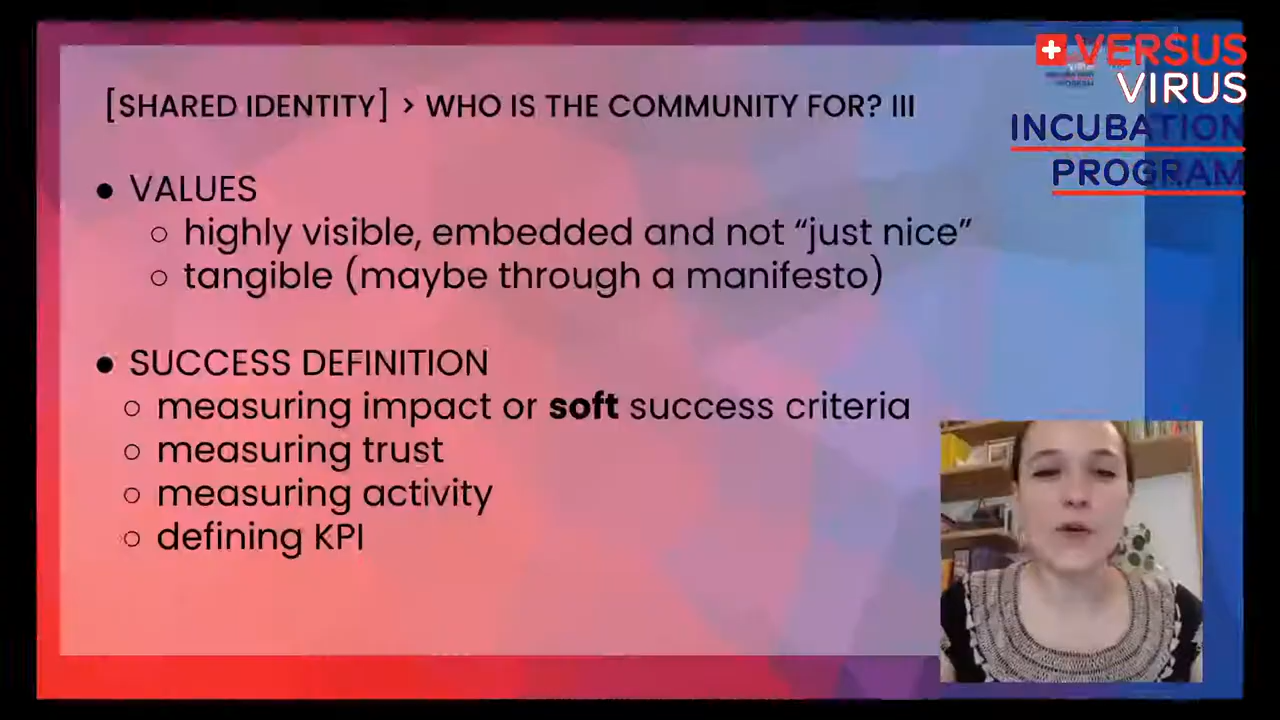 [SHARED IDENTITY] > WHO IS THE COMMUNITY FOR? III
VERSUS
VIRUS
INCUBATION
PROGRAM
● VALUES
○ highly visible, embedded and not “just nice”
○ tangible (maybe through a manifesto)
● SUCCESS DEFINITION
○ measuring impact or soft success criteria
○ measuring trust
○ measuring activity
○ defining KPI